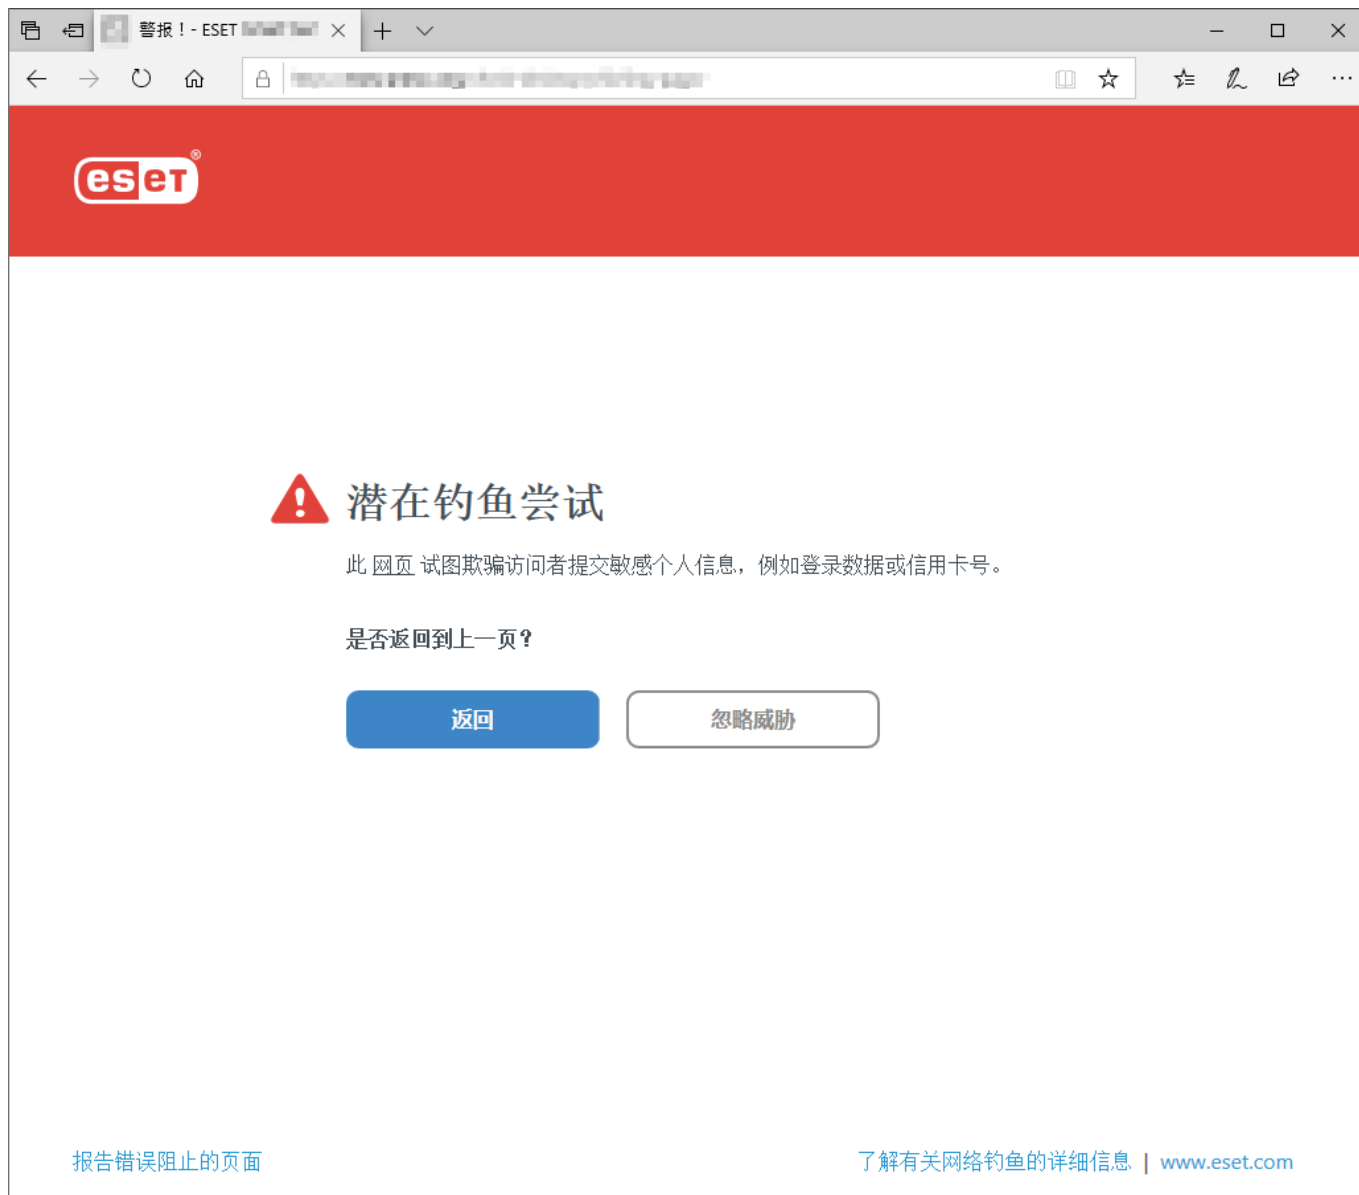 警报！- ESET
eset®
潜在钓鱼尝试
此 网页 试图欺骗访问者提交敏感个人信息，例如登录数据或信用卡号。
是否返回到上一页？
返回
忽略威胁
报告错误阻止的页面
了解有关网络钓鱼的详细信息 | www.eset.com